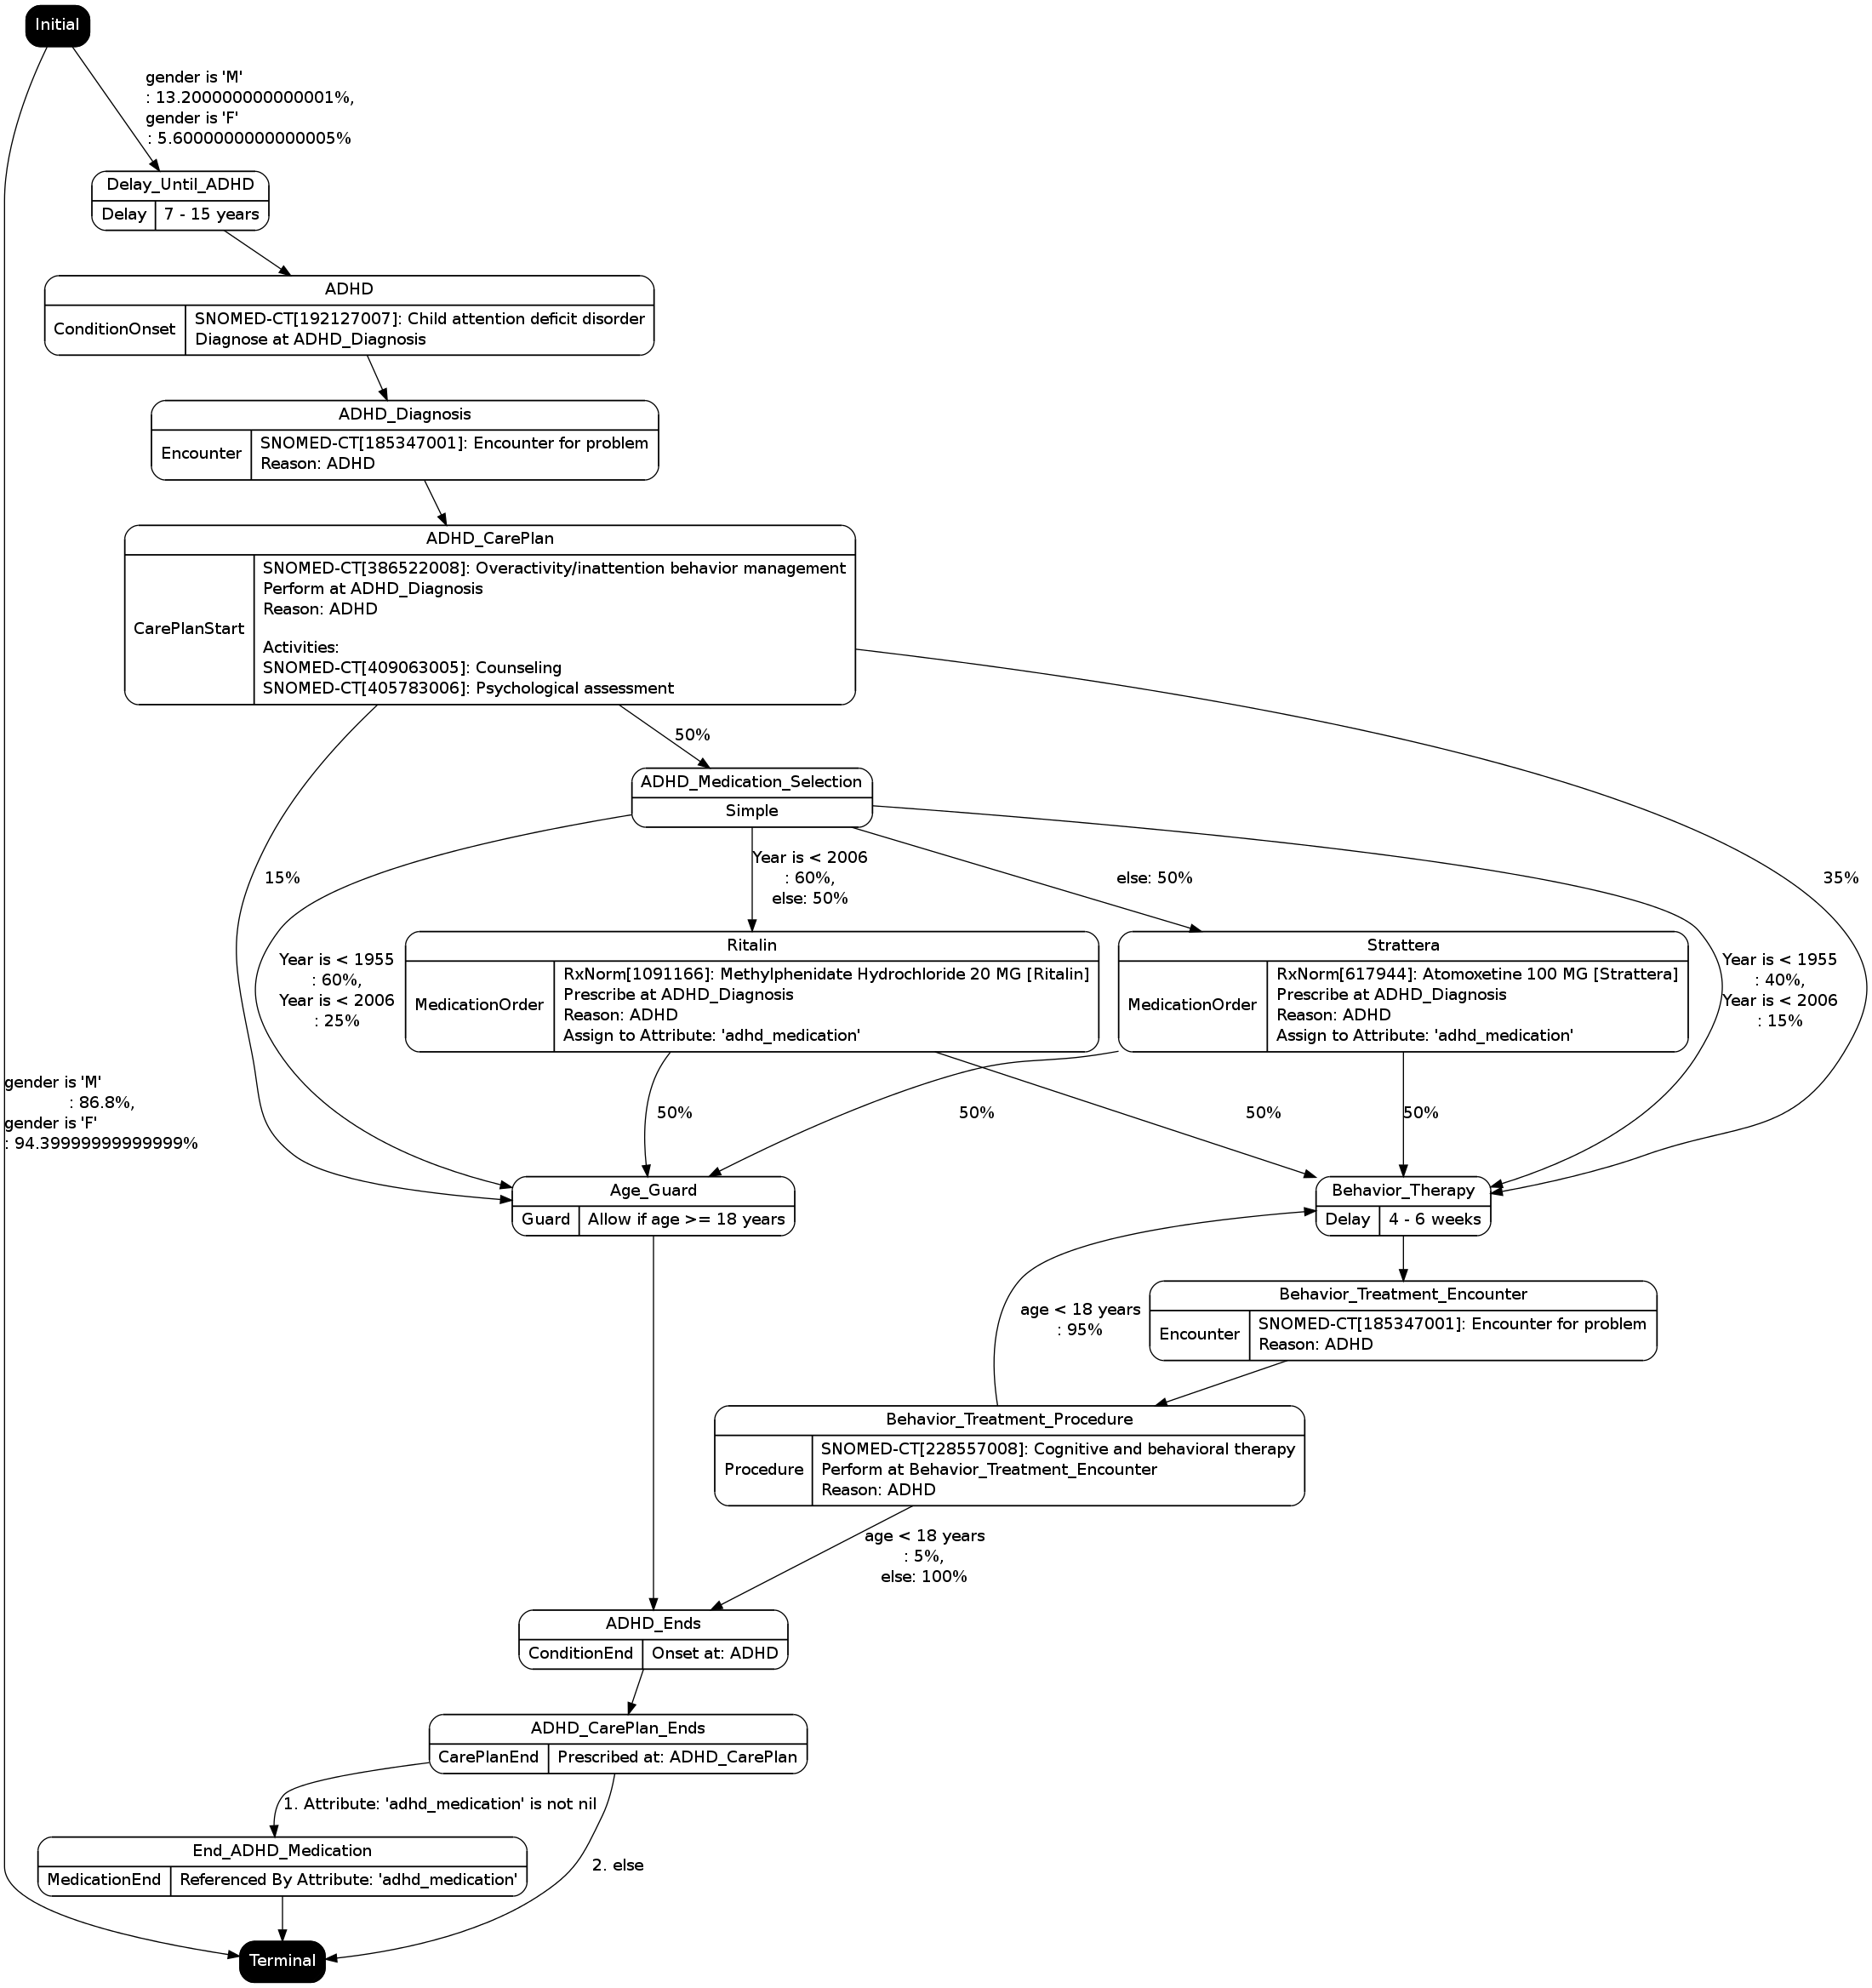 Initial
gender is 'M'
: 13.200000000000001%,
gender is 'F'
: 5.6000000000000005%
Delay_Until_ADHD
Delay
7 - 15 years
ADHD
ConditionOnset
SNOMED-CT[192127007]: Child attention deficit disorder
Diagnose at ADHD_Diagnosis
ADHD_Diagnosis
Encounter
SNOMED-CT[185347001]: Encounter for problem
Reason: ADHD
ADHD_CarePlan
CarePlanStart
SNOMED-CT[386522008]: Overactivity/inattention behavior management
Perform at ADHD_Diagnosis
Reason: ADHD
Activities:
SNOMED-CT[409063005]: Counseling
SNOMED-CT[405783006]: Psychological assessment
50%
ADHD_Medication_Selection
Simple
15%
Year is < 2006
: 60%,
else: 50%
else: 50%
35%
Year is < 1955
: 60%,
Year is < 2006
: 25%
Ritalin
MedicationOrder
RxNorm[1091166]: Methylphenidate Hydrochloride 20 MG [Ritalin]
Prescribe at ADHD_Diagnosis
Reason: ADHD
Assign to Attribute: 'adhd_medication'
Strattera
MedicationOrder
RxNorm[617944]: Atomoxetine 100 MG [Strattera]
Prescribe at ADHD_Diagnosis
Reason: ADHD
Assign to Attribute: 'adhd_medication'
Year is < 1955
: 40%,
Year is < 2006
: 15%
gender is 'M'
: 86.8%,
gender is 'F'
: 94.39999999999999%
50%
50%
50%
50%
Age_Guard
Guard
Allow if age >= 18 years
Behavior_Therapy
Delay
4 - 6 weeks
age < 18 years
: 95%
Behavior_Treatment_Encounter
Encounter
SNOMED-CT[185347001]: Encounter for problem
Reason: ADHD
Behavior_Treatment_Procedure
Procedure
SNOMED-CT[228557008]: Cognitive and behavioral therapy
Perform at Behavior_Treatment_Encounter
Reason: ADHD
age < 18 years
: 5%,
else: 100%
ADHD_Ends
ConditionEnd
Onset at: ADHD
ADHD_CarePlan_Ends
CarePlanEnd
Prescribed at: ADHD_CarePlan
1. Attribute: 'adhd_medication' is not nil
End_ADHD_Medication
MedicationEnd
Referenced By Attribute: 'adhd_medication'
2. else
Terminal